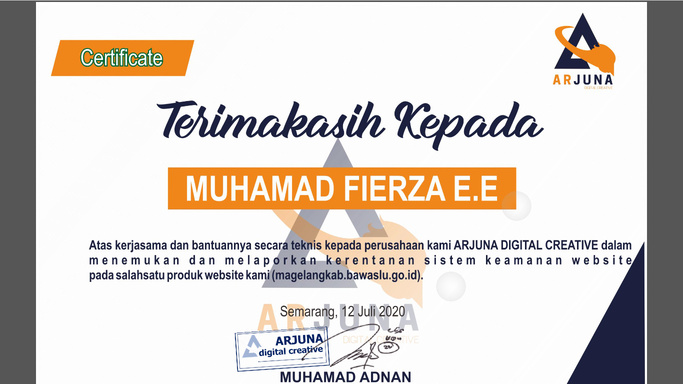 Certificate
ARJUNA
Terimakasih Kepada
MUHAMAD FIERZA E.E
Atas kerjasama dan bantuannya secara teknis kepada perusahaan kami ARJUNA DIGITAL CREATIVE dalam
menemukan dan melaporkan kerentanan sistem keamanan website
pada salahsatu produk website kami (magelangkab.bawaslu.go.id).
Semarang, 12 Juli 2020
ARJUNA
ARJUNA
digital creative
MUHAMAD ADNAN